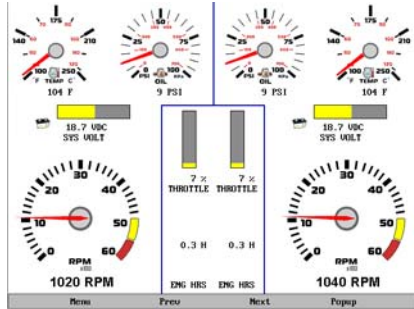 175
140 210
100 250
F TEMP C
104 F
50
25 75
0 100
PSI OIL
9 PSI
50
25 75
0 100
PSI OIL
9 PSI
175
140 210
100 250
F TEMP C
104 F
18.7 VDC
SYS VOLT
7 %
THROTTLE
7 %
THROTTLE
18.7 VDC
SYS VOLT
30
20 40
10 50
0 60
RPM
1020 RPM
0.3 H 0.3 H
ENG HRS ENG HRS
30
20 40
10 50
0 60
RPM
1040 RPM
Menu Prev Next Popup